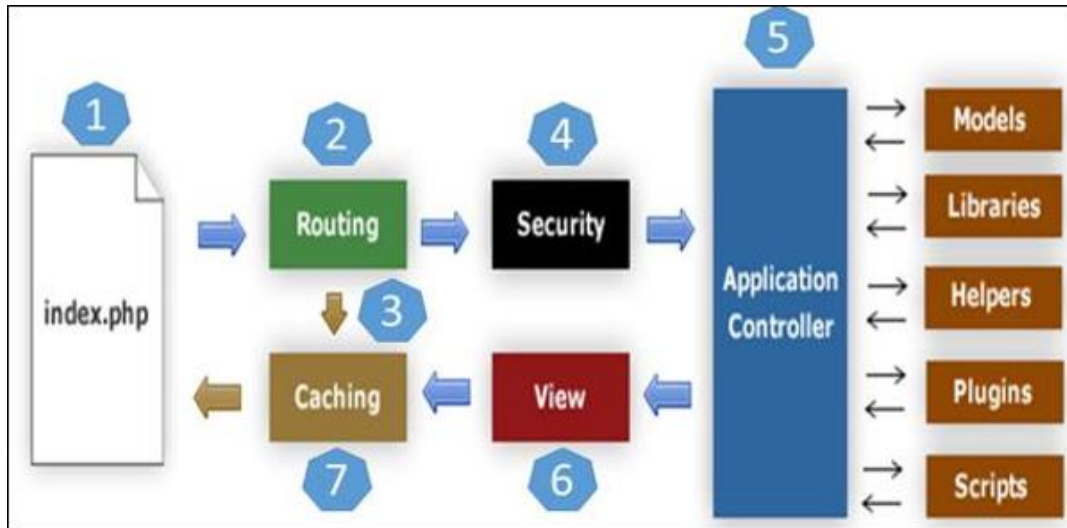 1
2
4
5
index.php
Routing
Security
Application
Controller
3
Caching
View
7
6
Models
Libraries
Helpers
Plugins
Scripts